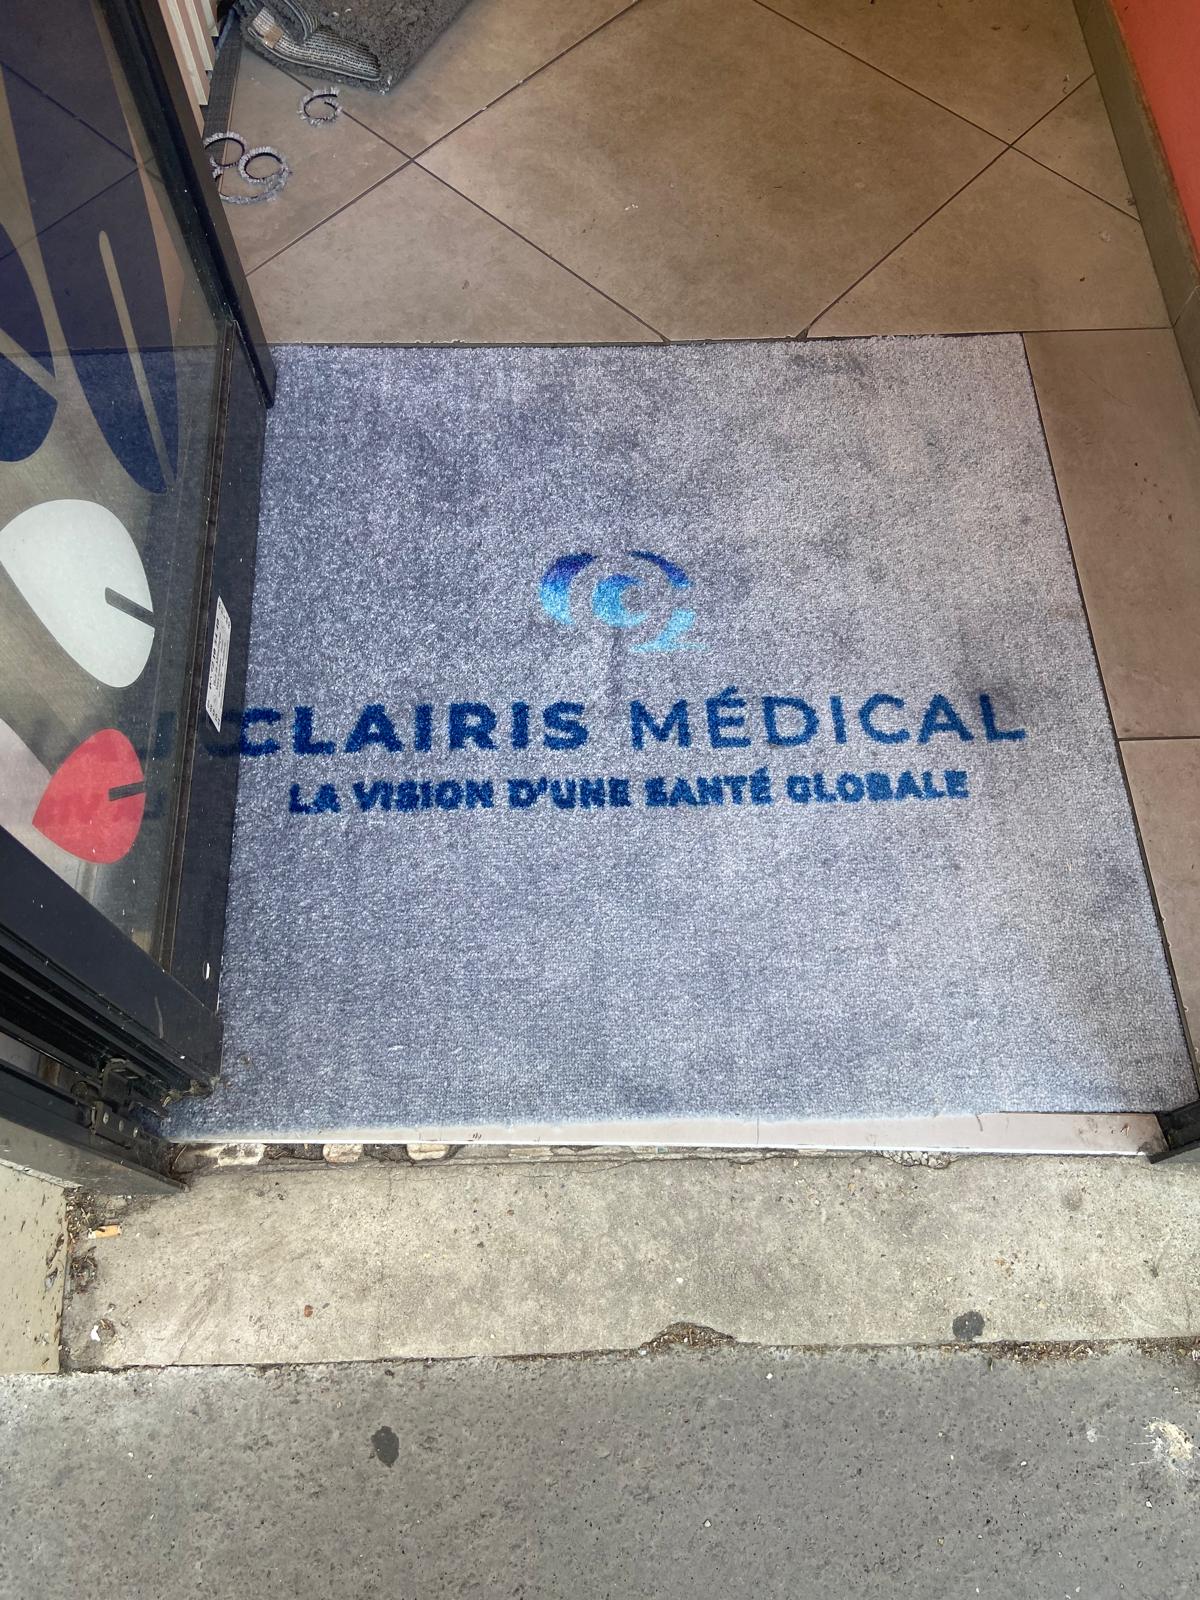 CLAIRIS MÉDICAL
LA VISION D'UNE SANTÉ GLOBALE